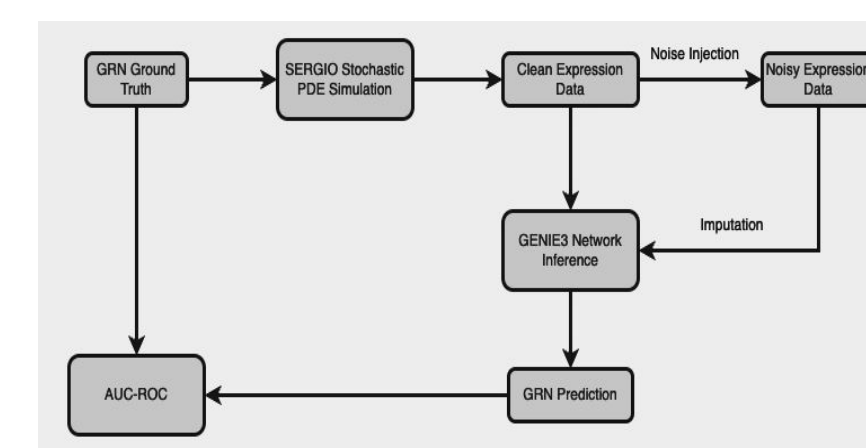 GRN Ground
Truth
SERGIO Stochastic
PDE Simulation
Clean Expression
Data
Noise Injection
Noisy Expression
Data
GENIE3 Network
Inference
Imputation
AUC-ROC
GRN Prediction